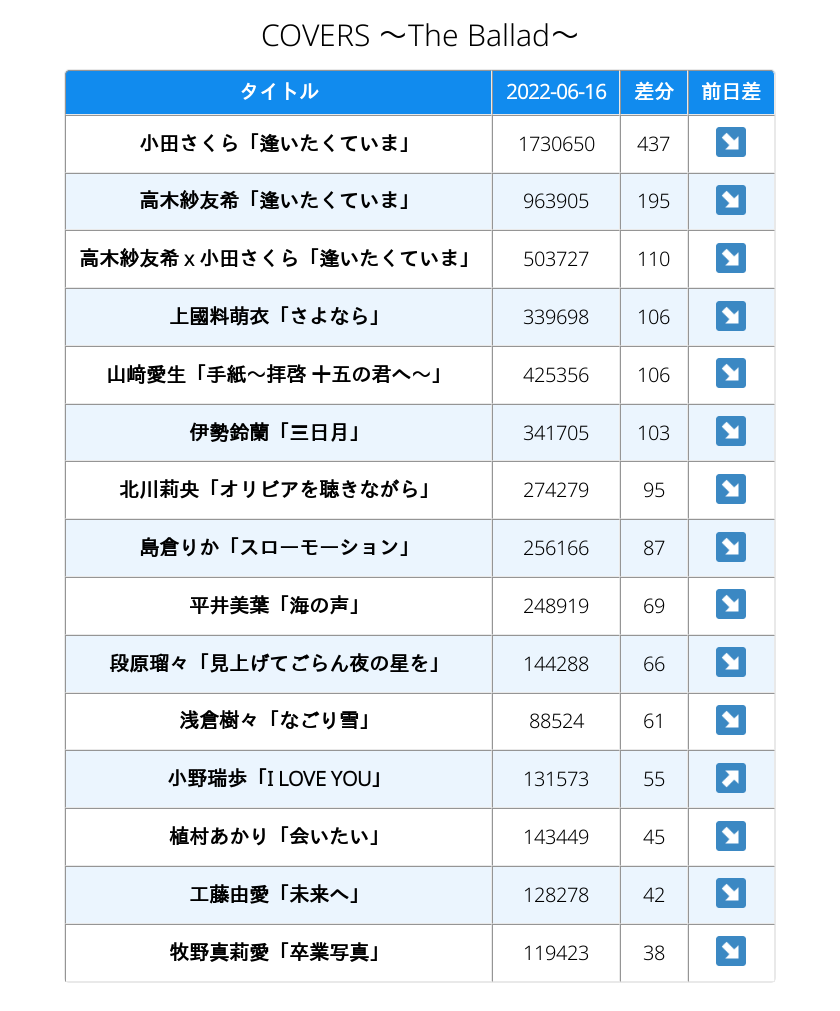 COVERS 〜The Ballad〜
タイトル 2022-06-16 差分 前日差
小田さくら「逢いたくていま」 1730650 437 ↘
高木紗友希「逢いたくていま」 963905 195 ↘
高木紗友希 x 小田さくら「逢いたくていま」 503727 110 ↘
上國料萌衣「さよなら」 339698 106 ↘
山﨑愛生「手紙〜拝啓 十五の君へ〜」 425356 106 ↘
伊勢鈴蘭「三日月」 341705 103 ↘
北川莉央「オリビアを聴きながら」 274279 95 ↘
島倉りか「スローモーション」 256166 87 ↘
平井美葉「海の声」 248919 69 ↘
段原瑠々「見上げてごらん夜の星を」 144288 66 ↘
浅倉樹々「なごり雪」 88524 61 ↘
小野瑞歩「I LOVE YOU」 131573 55 ↗
植村あかり「会いたい」 143449 45 ↘
工藤由愛「未来へ」 128278 42 ↘
牧野真莉愛「卒業写真」 119423 38 ↘